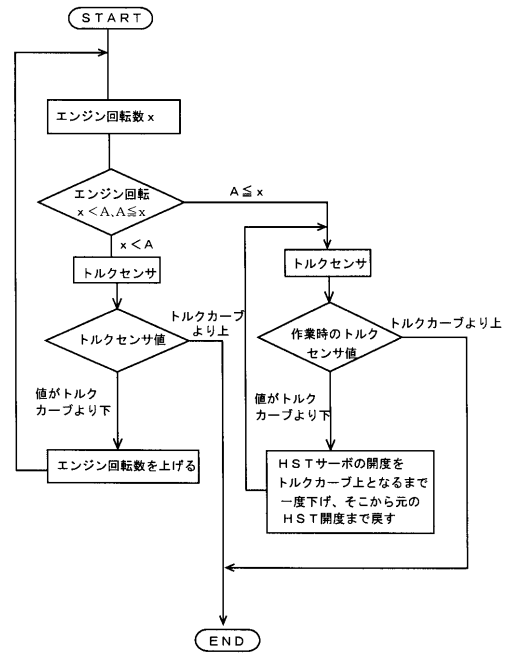 START
エンジン回転数x
エンジン回転
x<A、A≦x
A≦x
x<A
トルクセンサ
トルクセンサ値
トルクカーブ
より上
値がトルク
カーブより下
エンジン回転数を上げる
トルクセンサ
作業時のトルク
センサ値
トルクカーブより上
値がトルク
カーブより下
HSTサーボの開度を
トルクカーブ上となるまで
一度下げ、そこから元の
HST開度まで戻す
END